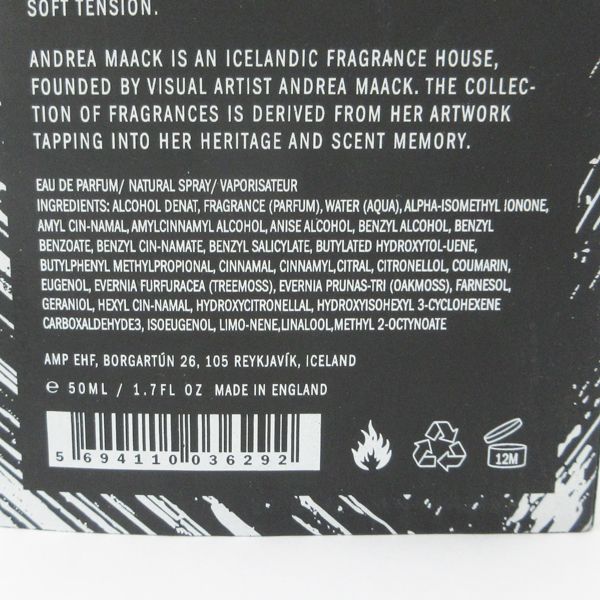 SOFT TENSION.
ANDREA MAACK IS AN ICELANDIC FRAGRANCE HOUSE,
FOUNDED BY VISUAL ARTIST ANDREA MAACK. THE COLLEC-
TION OF FRAGRANCES IS DERIVED FROM HER ARTWORK
TAPPING INTO HER HERITAGE AND SCENT MEMORY.
EAU DE PARFUM/ NATURAL SPRAY/ VAPORISATEUR
INGREDIENTS: ALCOHOL DENAT, FRAGRANCE (PARFUM), WATER (AQUA), ALPHA-ISOMETHYL IONONE,
AMYL CIN-NAMAL, AMYLCINNAMYL ALCOHOL, ANISE ALCOHOL, BENZYL ALCOHOL, BENZYL
BENZOATE, BENZYL CIN-NAMATE, BENZYL SALICYLATE, BUTYLATED HYDROXYTOL-UENE,
BUTYLPHENYL METHYLPROPIONAL, CINNAMAL, CINNAMYL,CITRAL, CITRONELLOL, COUMARIN,
EUGENOL, EVERNIA FURFURACEA (TREEMOSS), EVERNIA PRUNAS-TRI (OAKMOSS), FARNESOL,
GERANIOL, HEXYL CIN-NAMAL, HYDROXYCITRONELLAL, HYDROXYISOHEXYL 3-CYCLOHEXENE
CARBOXALDEHYDE3, ISOEUGENOL, LIMO-NENE,LINALOOL,METHYL 2-OCTYNOATE
AMP EHF, BORGARTÚN 26, 105 REYKJAVÍK, ICELAND
℮ 50ML / 1.7FL OZ MADE IN ENGLAND
5 694110 036292
12M